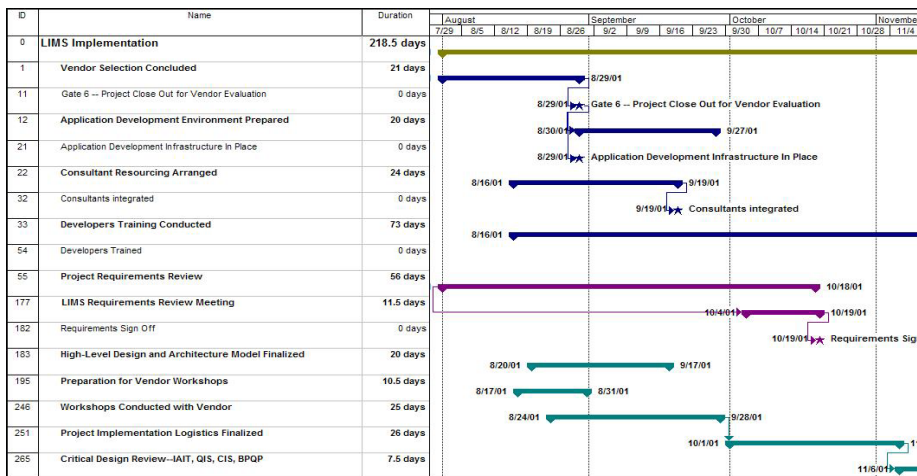 ID Name Duration August September October Novem
7/29 8/5 8/12 8/19 8/26 9/2 9/9 9/16 9/23 9/30 10/7 10/14 10/21 10/28 11/4
0 LIMS Implementation 218.5 days
1 Vendor Selection Concluded 21 days 8/29/01
11 Gate 6 -- Project Close Out for Vendor Evaluation 0 days 8/29/01 Gate 6 -- Project Close Out for Vendor Evaluation
12 Application Development Environment Prepared 20 days 8/30/01 9/27/01
21 Application Development Infrastructure In Place 0 days 8/29/01 Application Development Infrastructure In Place
22 Consultant Resourcing Arranged 24 days 8/16/01 9/19/01
32 Consultants integrated 0 days 9/19/01 Consultants integrated
33 Developers Training Conducted 73 days 8/16/01
54 Developers Trained 0 days
55 Project Requirements Review 56 days 10/18/01
177 LIMS Requirements Review Meeting 11.5 days 10/4/01 10/19/01
182 Requirements Sign Off 0 days 10/19/01 Requirements Sig
183 High-Level Design and Architecture Model Finalized 20 days 8/20/01 9/17/01
195 Preparation for Vendor Workshops 10.5 days 8/17/01 8/31/01
246 Workshops Conducted with Vendor 25 days 8/24/01 9/28/01
251 Project Implementation Logistics Finalized 26 days 10/1/01 11
265 Critical Design Review--IAIT, QIS, CIS, BPQP 7.5 days 11/6/01